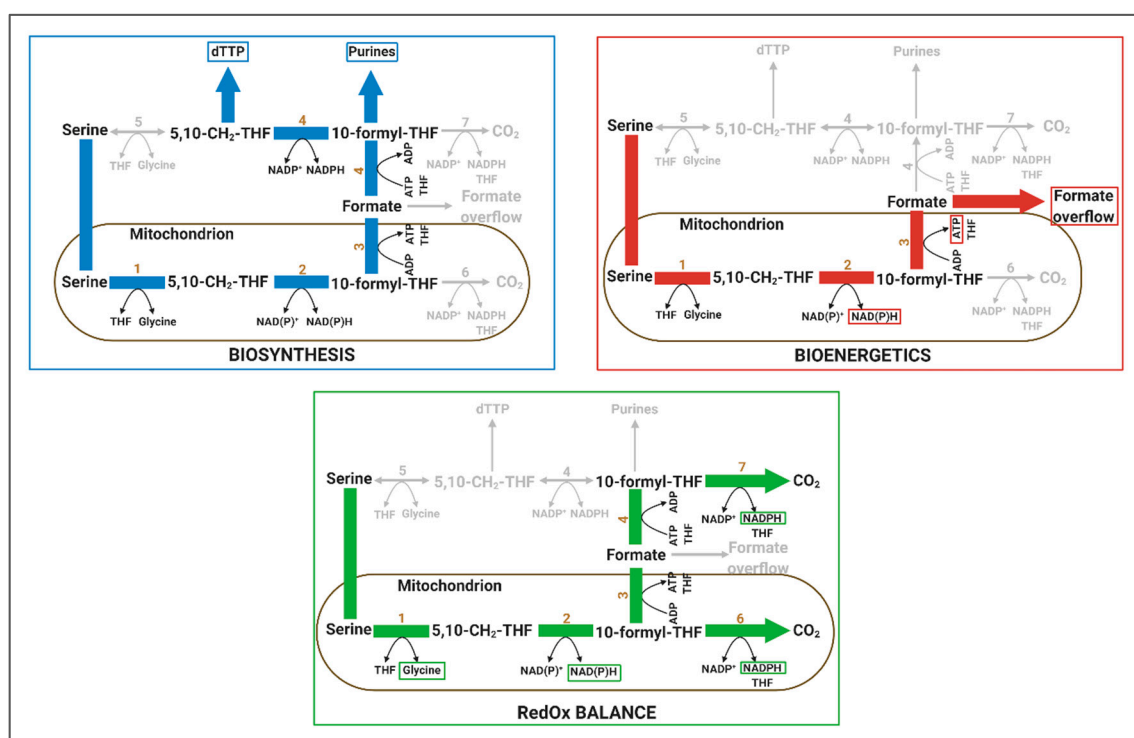 dTTP
Purines
5
4
7
Serine
5,10-CH₂-THF
10-formyl-THF
CO₂
THF
Glycine
NADP⁺
NADPH
NADP⁺
NADPH
THF
4
ADP
ATP
THF
Formate
Formate
overflow
Mitochondrion
3
ATP
THF
ADP
1
2
6
Serine
5,10-CH₂-THF
10-formyl-THF
CO₂
THF
Glycine
NAD(P)⁺
NAD(P)H
NADP⁺
NADPH
THF
BIOSYNTHESIS
dTTP
Purines
5
4
7
Serine
5,10-CH₂-THF
10-formyl-THF
CO₂
THF
Glycine
NADP⁺
NADPH
NADP⁺
NADPH
THF
4
ADP
ATP
THF
Formate
Formate
overflow
Mitochondrion
3
ATP
THF
ADP
1
2
6
Serine
5,10-CH₂-THF
10-formyl-THF
CO₂
THF
Glycine
NAD(P)⁺
NAD(P)H
NADP⁺
NADPH
THF
BIOENERGETICS
dTTP
Purines
5
4
7
Serine
5,10-CH₂-THF
10-formyl-THF
CO₂
THF
Glycine
NADP⁺
NADPH
NADP⁺
NADPH
THF
4
ADP
ATP
THF
Formate
Formate
overflow
Mitochondrion
3
ATP
THF
ADP
1
2
6
Serine
5,10-CH₂-THF
10-formyl-THF
CO₂
THF
Glycine
NAD(P)⁺
NAD(P)H
NADP⁺
NADPH
THF
RedOx BALANCE